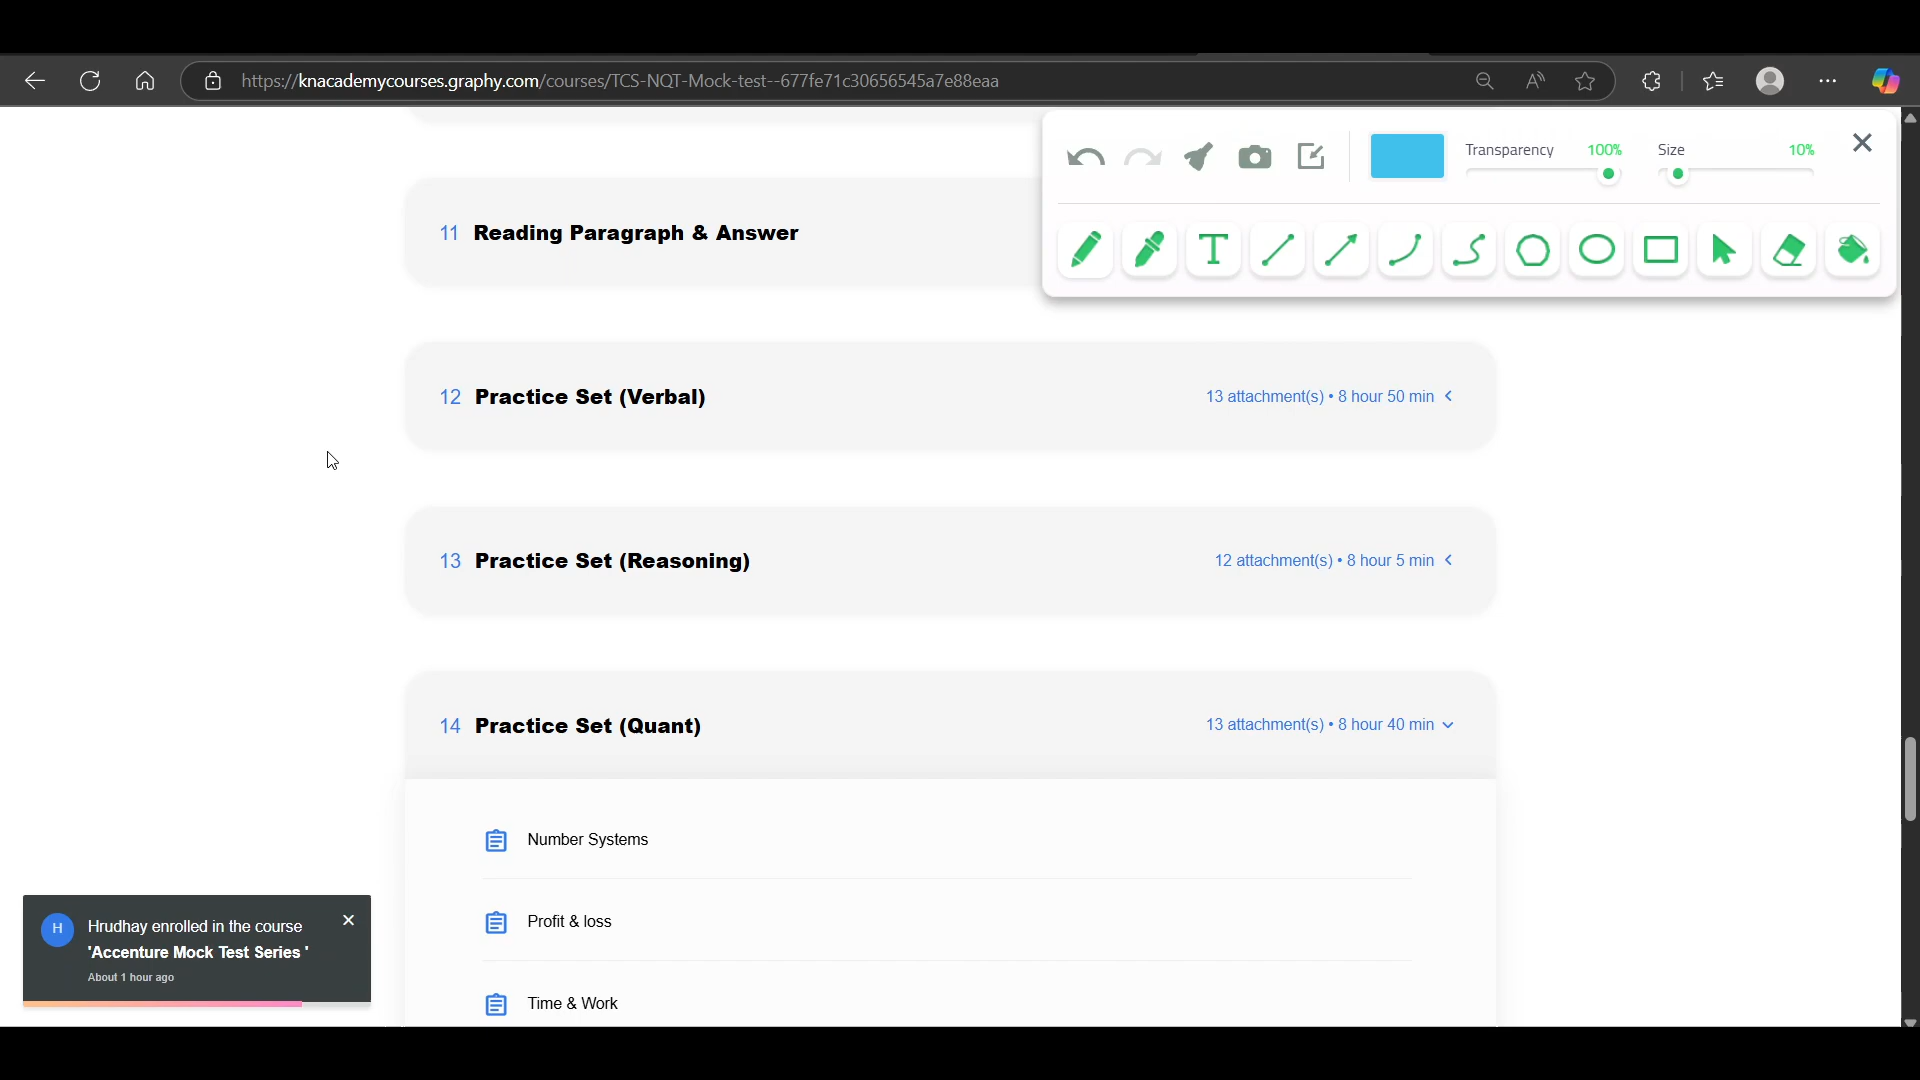 https://knacademycourses.graphy.com/courses/TCS-NQT-Mock-test--677fe71c30656545a7e88eaa
Transparency 100% Size 10%
11 Reading Paragraph & Answer
12 Practice Set (Verbal) 13 attachment(s) • 8 hour 50 min
13 Practice Set (Reasoning) 12 attachment(s) • 8 hour 5 min
14 Practice Set (Quant) 13 attachment(s) • 8 hour 40 min
Number Systems
Profit & loss
Time & Work
H
Hrudhay enrolled in the course
'Accenture Mock Test Series '
About 1 hour ago